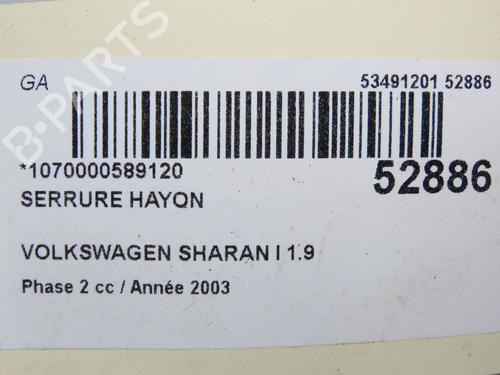 GA
53491201 52886
*1070000589120
52886
SERRURE HAYON
VOLKSWAGEN SHARAN I 1.9
Phase 2 cc / Année 2003
B-PARTS